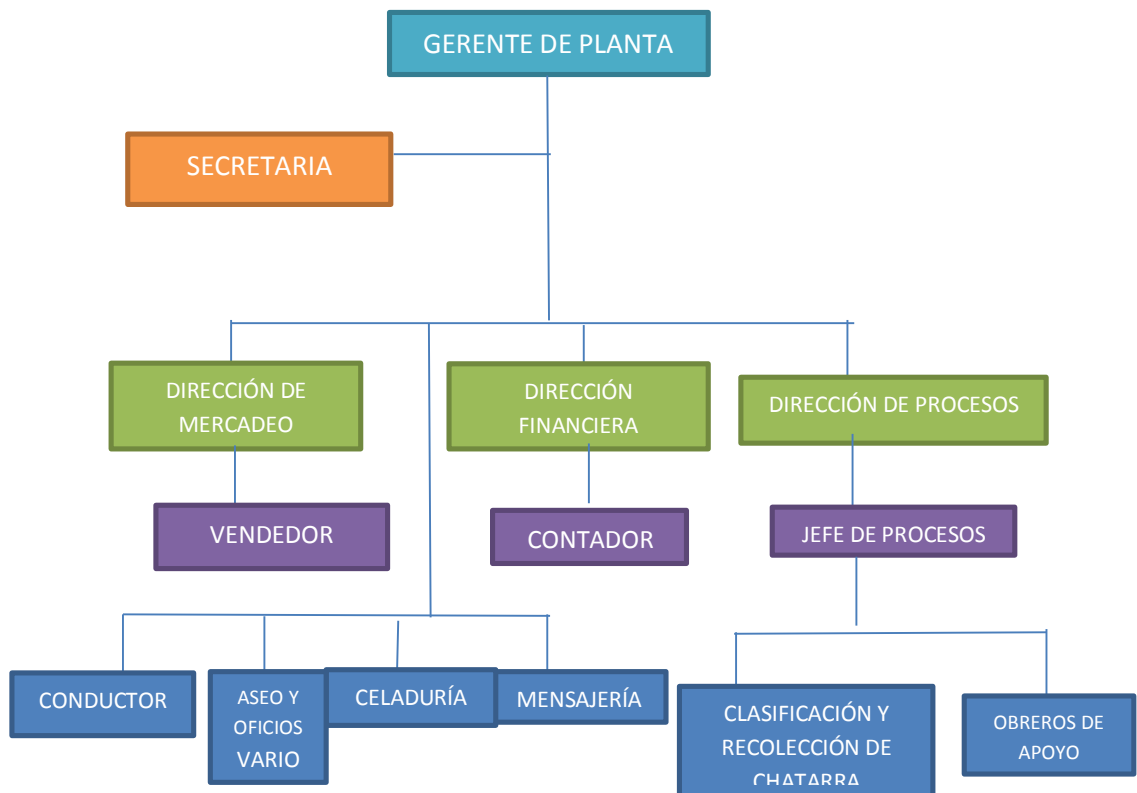 GERENTE DE PLANTA
SECRETARIA
DIRECCIÓN DE
MERCADEO
DIRECCIÓN
FINANCIERA
DIRECCIÓN DE PROCESOS
VENDEDOR
CONTADOR
JEFE DE PROCESOS
CONDUCTOR
ASEO Y
OFICIOS
VARIO
CELADURÍA
MENSAJERÍA
CLASIFICACIÓN Y
RECOLECCIÓN DE
CHATARRA
OBREROS DE
APOYO